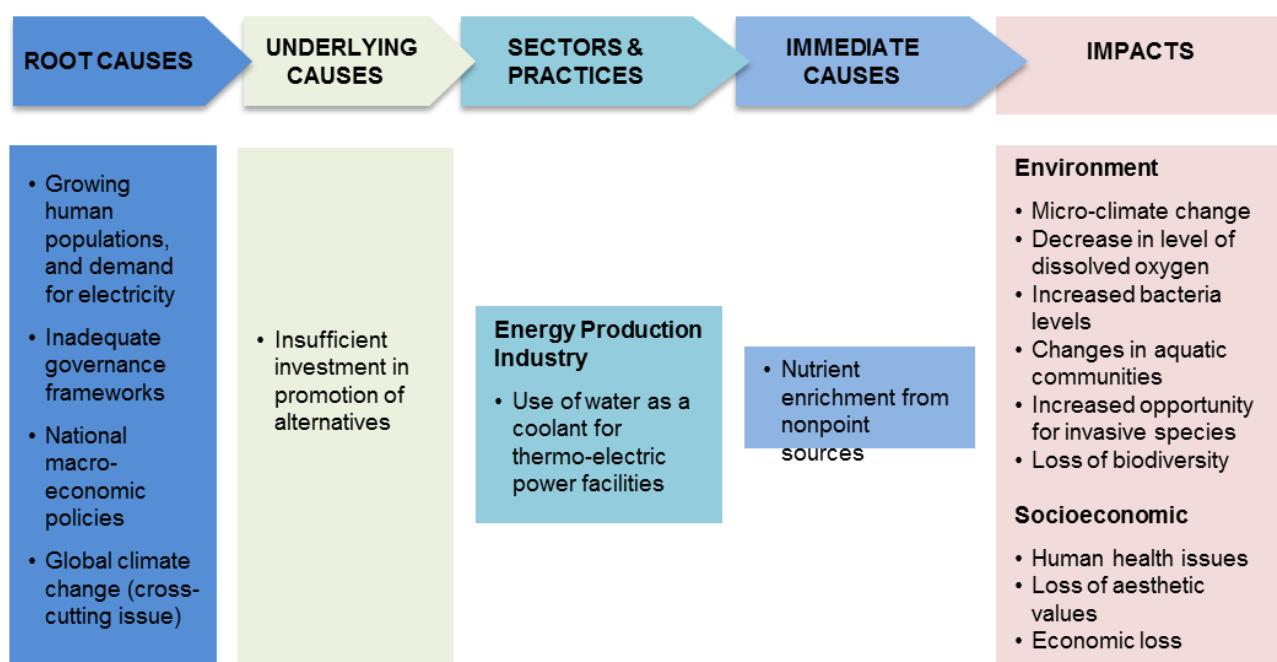 ROOT CAUSES
UNDERLYING
CAUSES
SECTORS &
PRACTICES
IMMEDIATE
CAUSES
IMPACTS
• Growing
human
populations,
and demand
for electricity
• Inadequate
governance
frameworks
• National
macro-
economic
policies
• Global climate
change (cross-
cutting issue)
• Insufficient
investment in
promotion of
alternatives
Energy Production
Industry
• Use of water as a
coolant for
thermo-electric
power facilities
• Nutrient
enrichment from
nonpoint
sources
Environment
• Micro-climate change
• Decrease in level of
dissolved oxygen
• Increased bacteria
levels
• Changes in aquatic
communities
• Increased opportunity
for invasive species
• Loss of biodiversity
Socioeconomic
• Human health issues
• Loss of aesthetic
values
• Economic loss